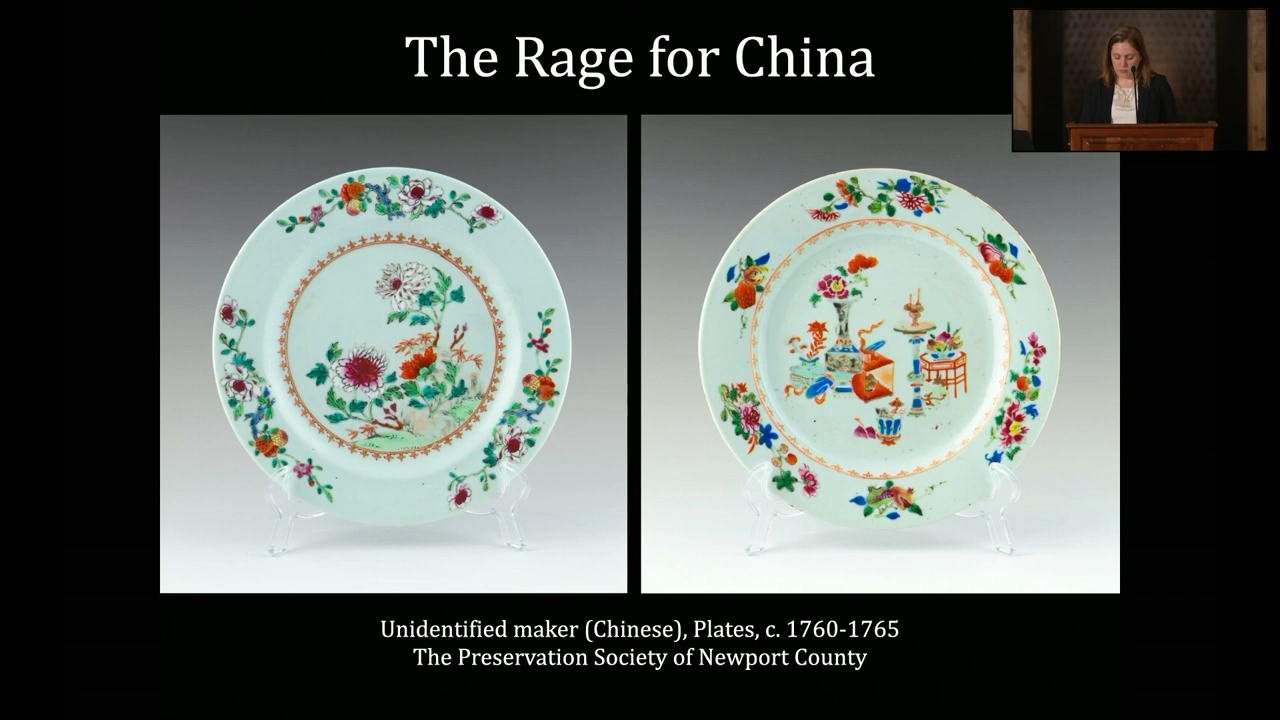 The Rage for China
Unidentified maker (Chinese), Plates, c. 1760-1765
The Preservation Society of Newport County